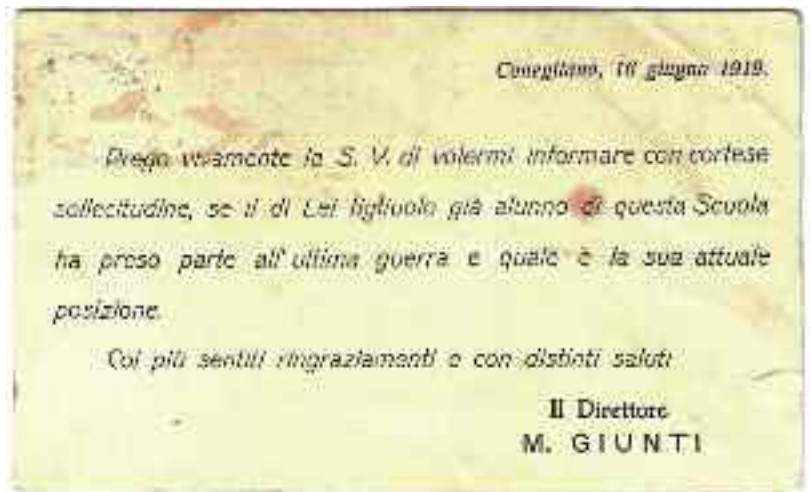 Conegliano, 16 giugno 1919.
Prego vivamente la S. V. di volermi informare con cortese
sollecitudine, se il di Lei figliuolo già alunno di questa Scuola
ha preso parte all'ultima guerra e quale è la sua attuale
posizione.
Coi più sentiti ringraziamenti e con distinti saluti
Il Direttore
M. GIUNTI